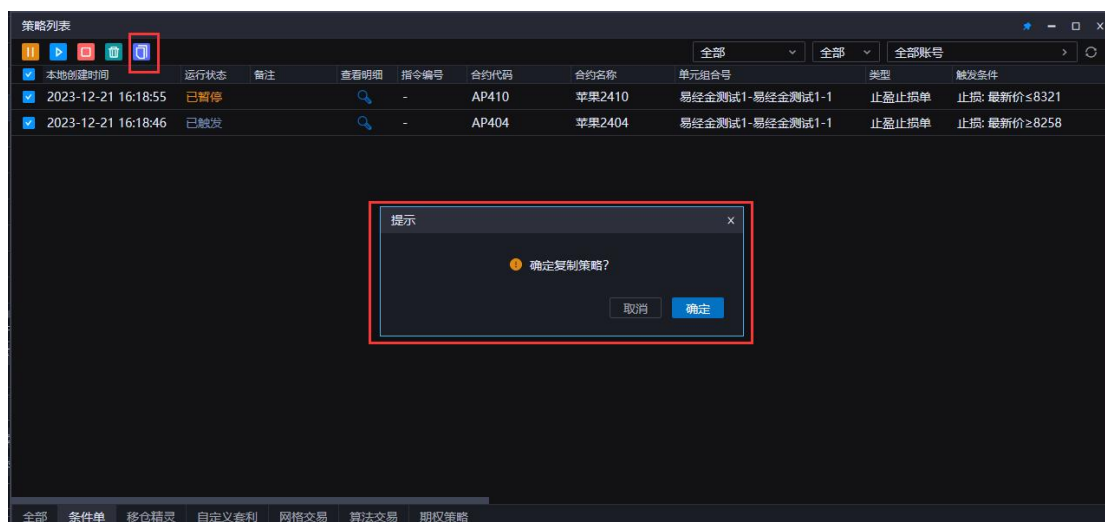 策略列表
全部 全部 全部账号
本地创建时间 运行状态 备注 查看明细 指令编号 合约代码 合约名称 单元组合号 类型 触发条件
2023-12-21 16:18:55 已暂停 - AP410 苹果2410 易经金测试1-易经金测试1-1 止盈止损单 止损: 最新价≤8321
2023-12-21 16:18:46 已触发 - AP404 苹果2404 易经金测试1-易经金测试1-1 止盈止损单 止损: 最新价≥8258
提示
确定复制策略?
取消 确定
全部 条件单 移仓精灵 自定义套利 网格交易 算法交易 期权策略